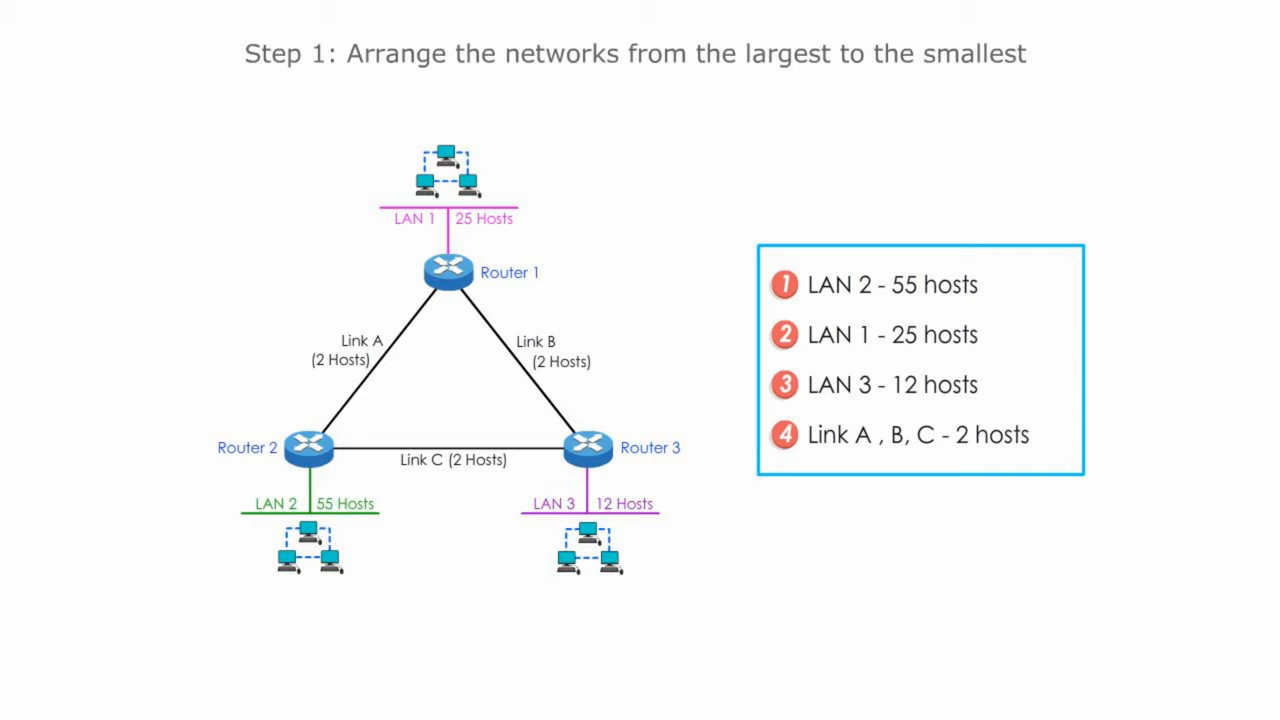 Step 1: Arrange the networks from the largest to the smallest
LAN 1 25 Hosts
Router 1
Link A
(2 Hosts)
Link B
(2 Hosts)
Router 2
Router 3
Link C (2 Hosts)
LAN 2 55 Hosts
LAN 3 12 Hosts
1 LAN 2 - 55 hosts
2 LAN 1 - 25 hosts
3 LAN 3 - 12 hosts
4 Link A , B, C - 2 hosts